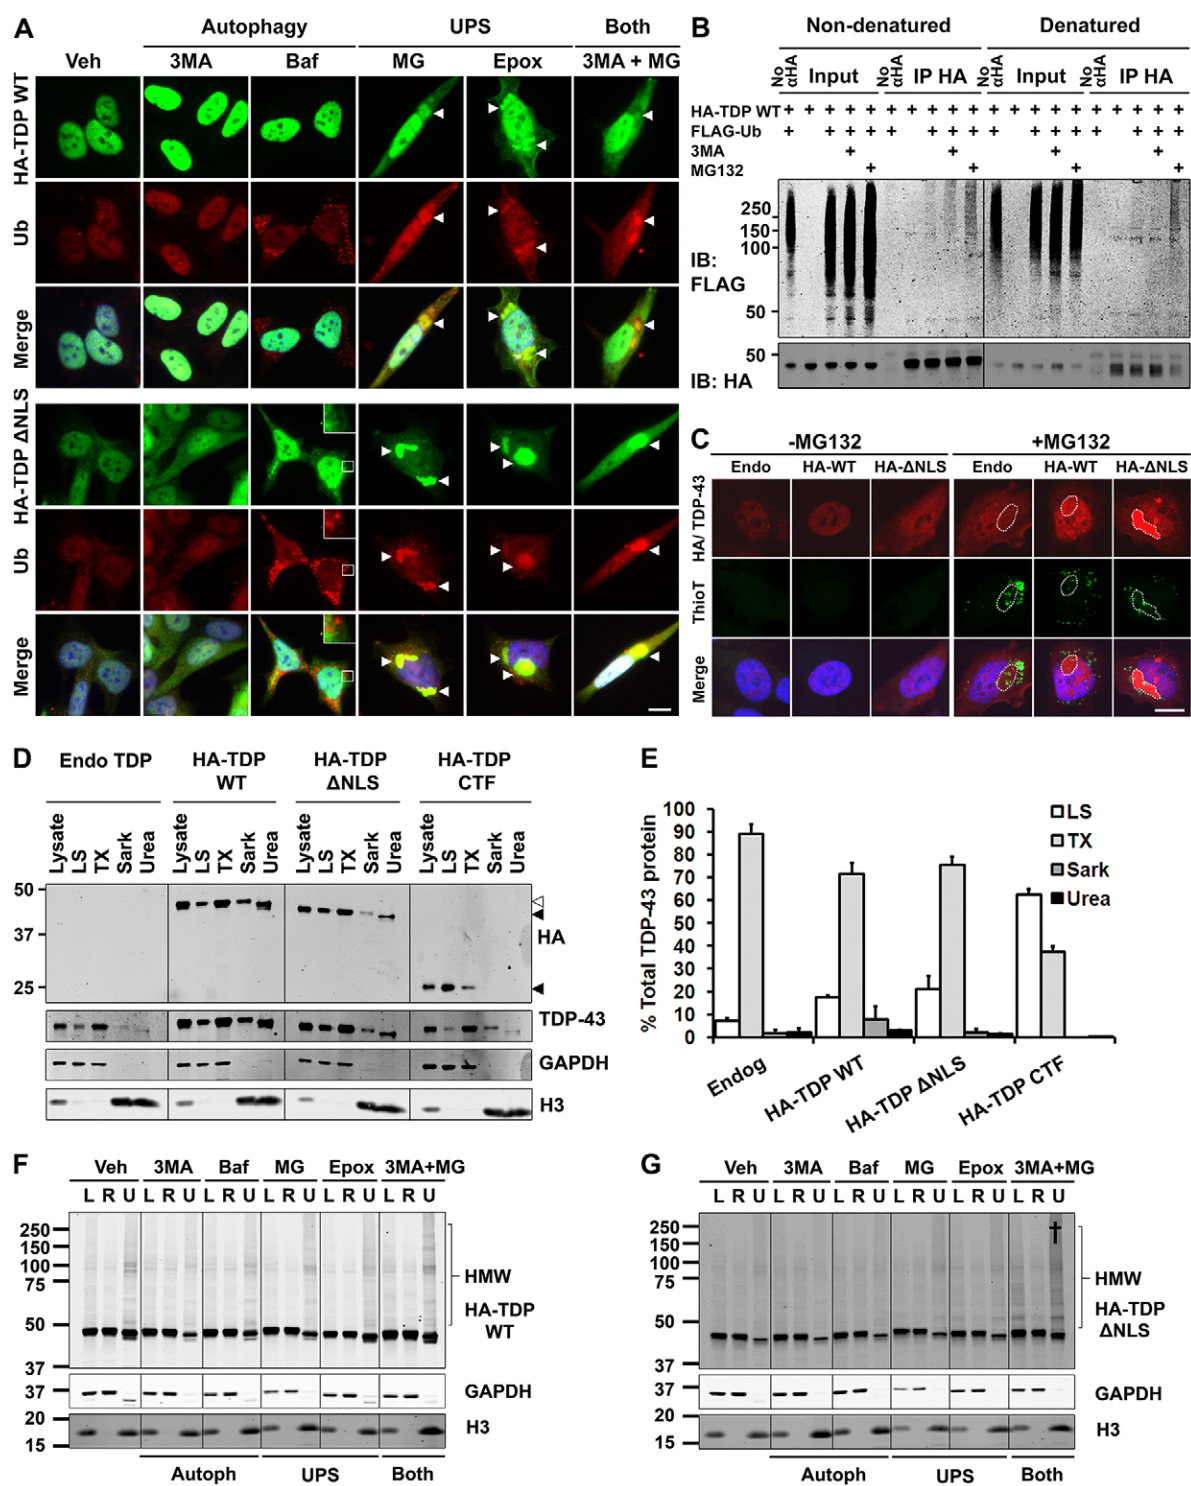 A
Autophagy UPS Both
Veh 3MA Baf MG Epox 3MA + MG
HA-TDP WT
Ub
Merge
HA-TDP ΔNLS
Ub
Merge
B
Non-denatured Denatured
No αHA Input No αHA IP HA No αHA Input No αHA IP HA
HA-TDP WT + + + + + + + + + + + + + + + + + + + +
FLAG-Ub + + + + + + + + + + + + + + + +
3MA + + + +
MG132 + + + +
250
150
100
50
IB:
FLAG
50
IB: HA
C
-MG132 +MG132
Endo HA-WT HA-ΔNLS Endo HA-WT HA-ΔNLS
HA/ TDP-43
ThioT
Merge
D
Endo TDP HA-TDP WT HA-TDP ΔNLS HA-TDP CTF
Lysate LS TX Sark Urea Lysate LS TX Sark Urea Lysate LS TX Sark Urea Lysate LS TX Sark Urea
50
37
25
HA
TDP-43
GAPDH
H3
E
% Total TDP-43 protein
100
90
80
70
60
50
40
30
20
10
0
LS
TX
Sark
Urea
Endog HA-TDP WT HA-TDP ΔNLS HA-TDP CTF
F
Veh 3MA Baf MG Epox 3MA+MG
L R U L R U L R U L R U L R U L R U
250
150
100
75
50
37
HMW
HA-TDP
WT
37
GAPDH
20
15
H3
Autoph UPS Both
G
Veh 3MA Baf MG Epox 3MA+MG
L R U L R U L R U L R U L R U L R U
†
250
150
100
75
50
37
HMW
HA-TDP
ΔNLS
37
GAPDH
20
15
H3
Autoph UPS Both